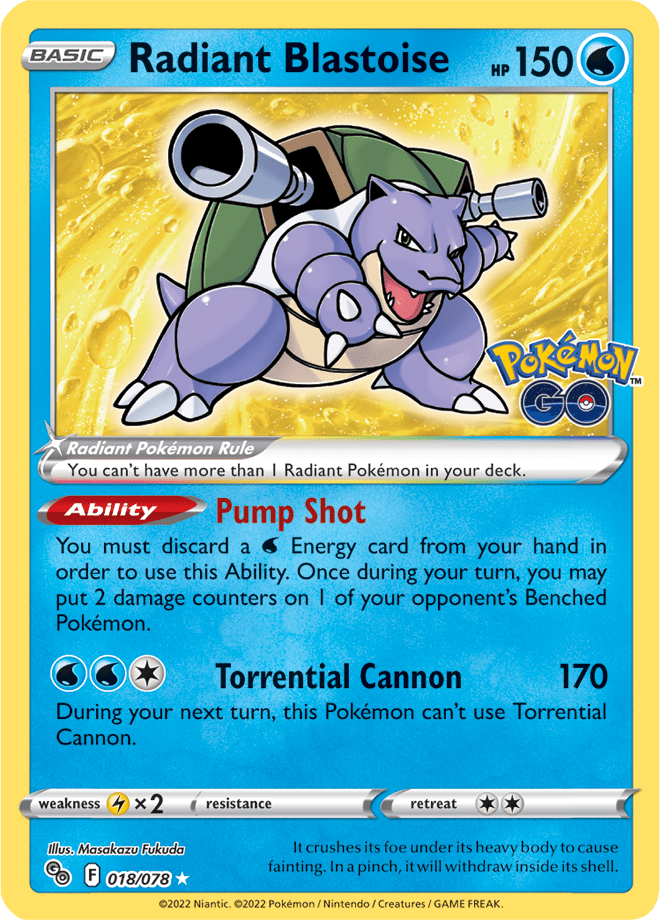 BASIC Radiant Blastoise HP 150
POKéMON ™
GO
Radiant Pokémon Rule
You can't have more than 1 Radiant Pokémon in your deck.
Ability Pump Shot
You must discard a Energy card from your hand in
order to use this Ability. Once during your turn, you may
put 2 damage counters on 1 of your opponent's Benched
Pokémon.
Torrential Cannon 170
During your next turn, this Pokémon can't use Torrential
Cannon.
weakness ×2 resistance retreat
Illus. Masakazu Fukuda
It crushes its foe under its heavy body to cause
fainting. In a pinch, it will withdraw inside its shell.
GO F 018/078 ★
©2022 Niantic. ©2022 Pokémon / Nintendo / Creatures / GAME FREAK.